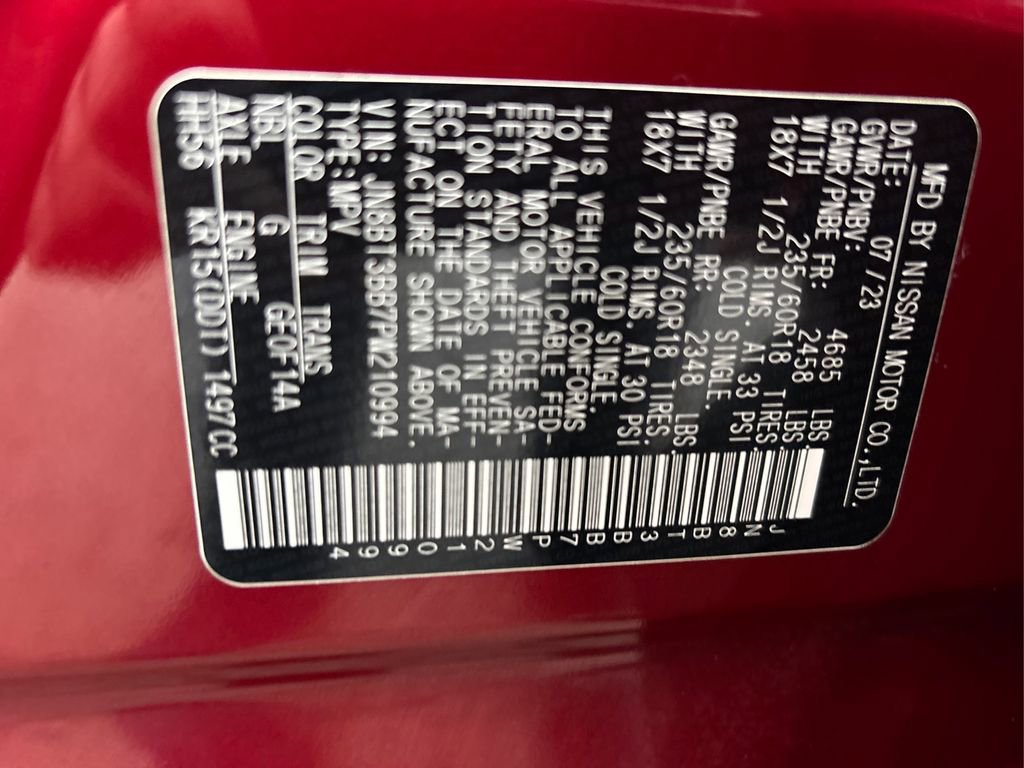 MFD BY NISSAN MOTOR CO.,LTD.
DATE: 07/23
GVWR/PNBV: 4685 LBS.
GAWR/PNBE FR: 2458 LBS.
WITH 235/60R18 TIRES,
18X7 1/2J RIMS. AT 33 PSI
COLD SINGLE.
GAWR/PNBE RR: 2348 LBS.
WITH 235/60R18 TIRES,
18X7 1/2J RIMS. AT 30 PSI
COLD SINGLE.
THIS VEHICLE CONFORMS
TO ALL APPLICABLE FED-
ERAL MOTOR VEHICLE SA-
FETY AND THEFT PREVEN-
TION STANDARDS IN EFF-
ECT ON THE DATE OF MA-
NUFACTURE SHOWN ABOVE.
VIN: JN8BT3BB7PW210994
TYPE:MPV
COLOR TRIM TRANS
NBL G GE0F14A
AXLE ENGINE
HH56 KR15(DDT) 1497CC
JN8BT3BB7PW210994